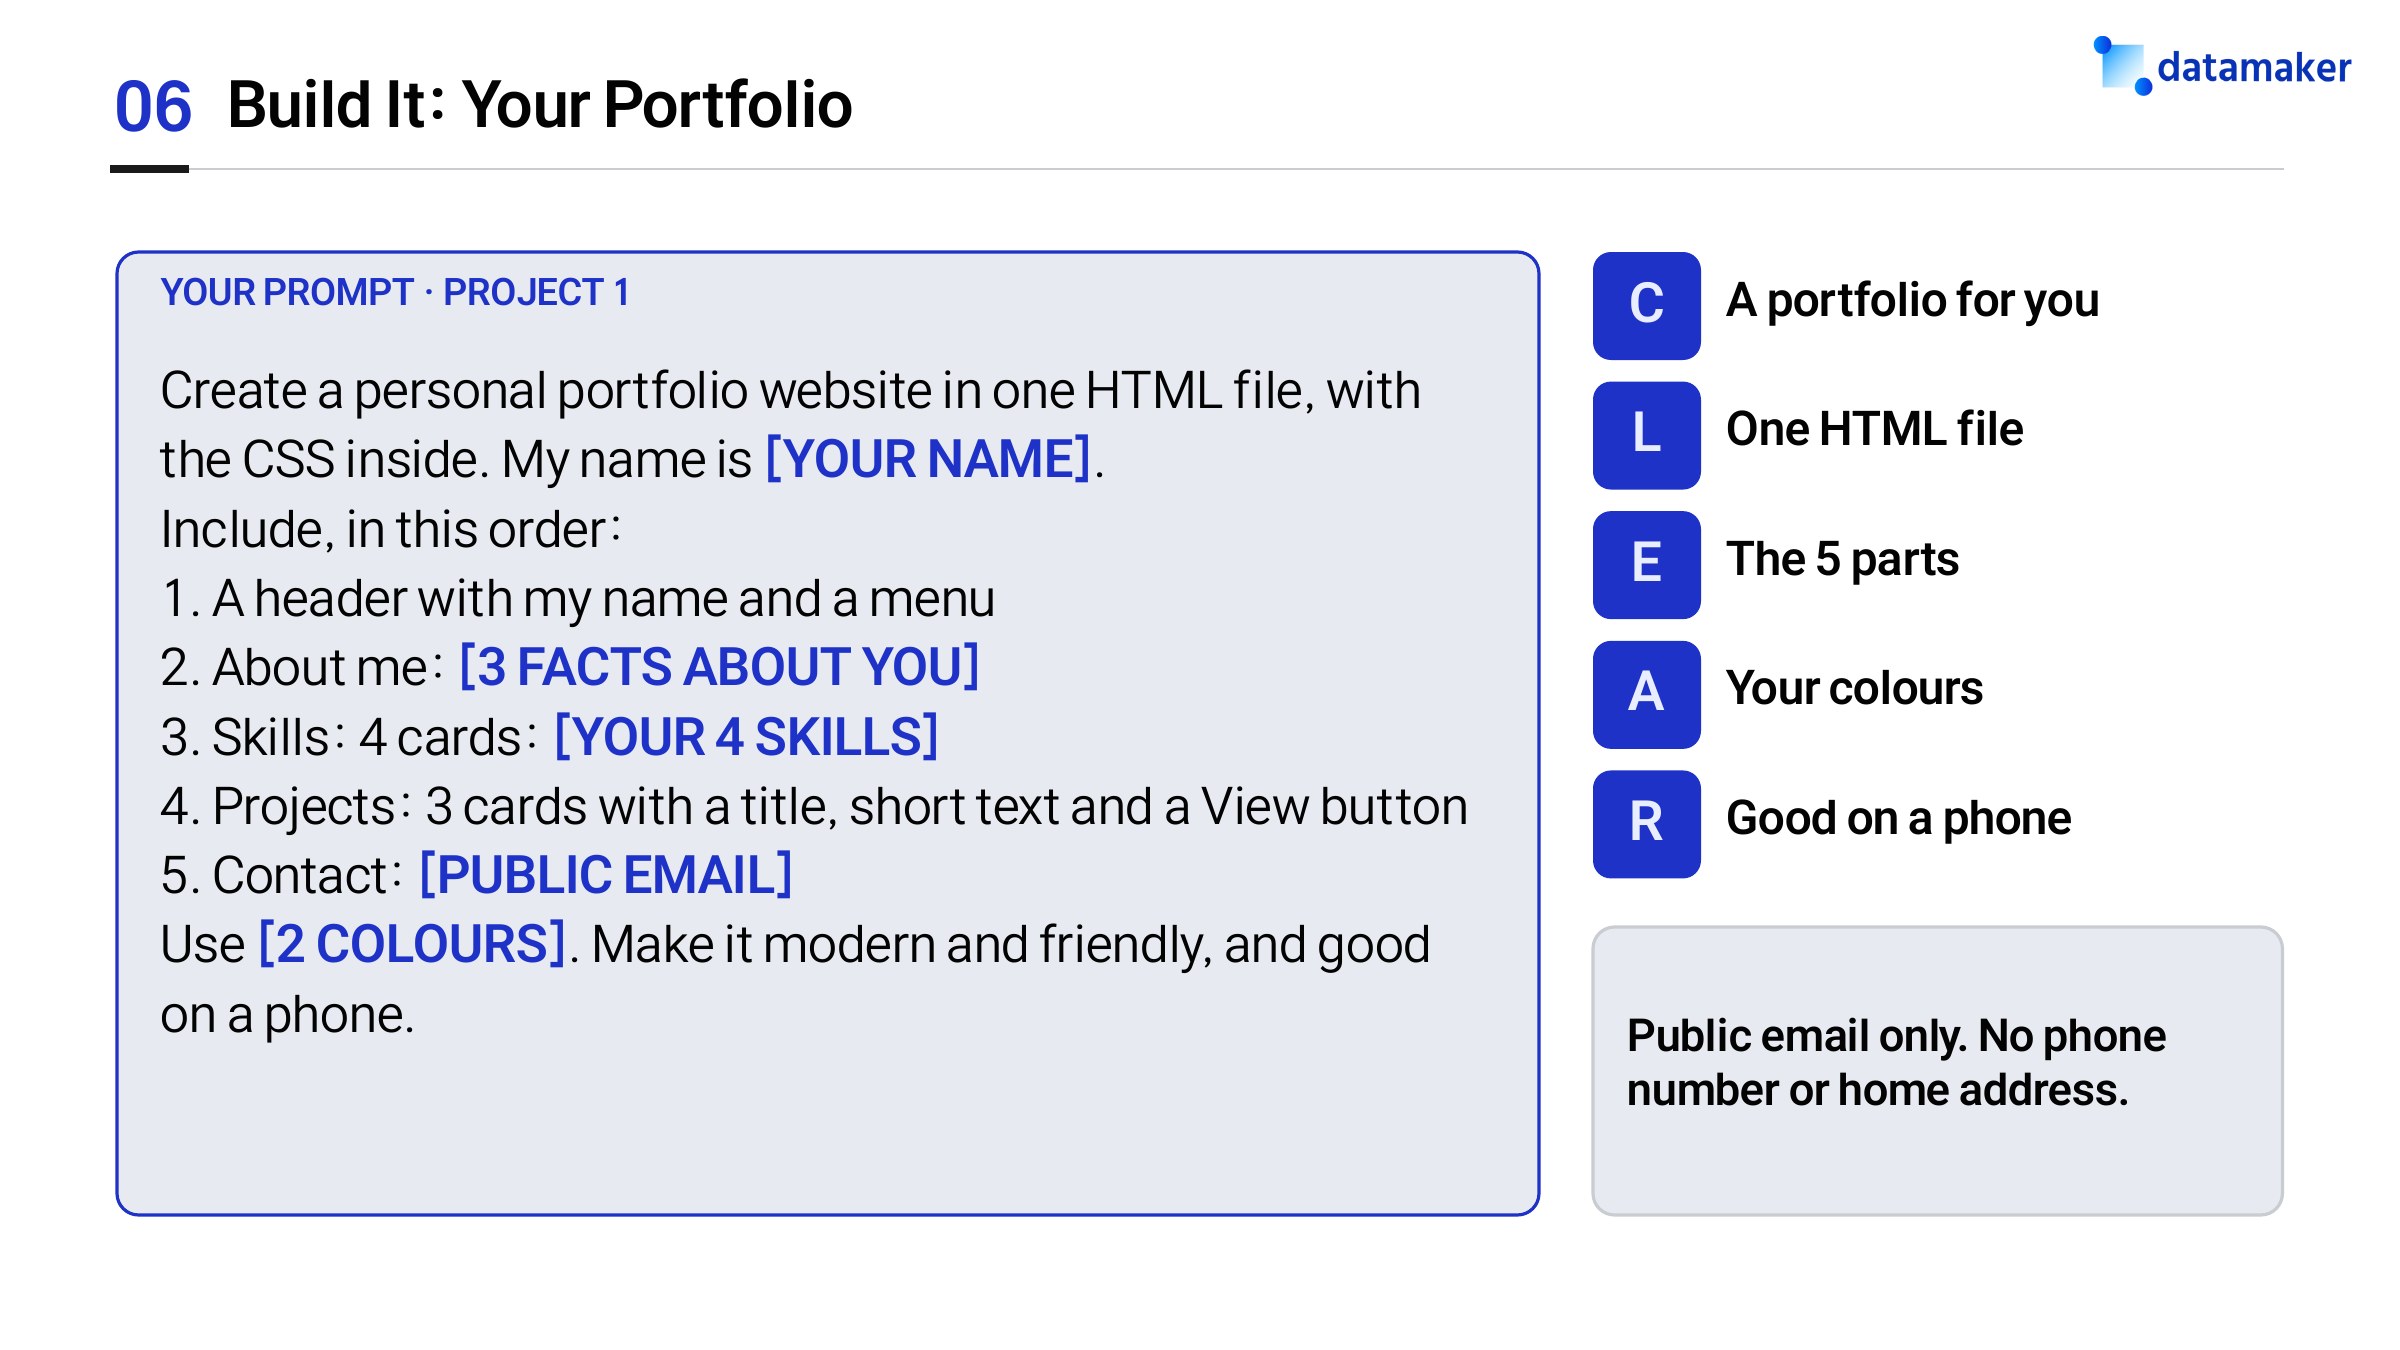 06 Build It: Your Portfolio
datamaker
YOUR PROMPT · PROJECT 1
Create a personal portfolio website in one HTML file, with
the CSS inside. My name is [YOUR NAME].
Include, in this order:
1. A header with my name and a menu
2. About me: [3 FACTS ABOUT YOU]
3. Skills: 4 cards: [YOUR 4 SKILLS]
4. Projects: 3 cards with a title, short text and a View button
5. Contact: [PUBLIC EMAIL]
Use [2 COLOURS]. Make it modern and friendly, and good
on a phone.
C A portfolio for you
L One HTML file
E The 5 parts
A Your colours
R Good on a phone
Public email only. No phone
number or home address.